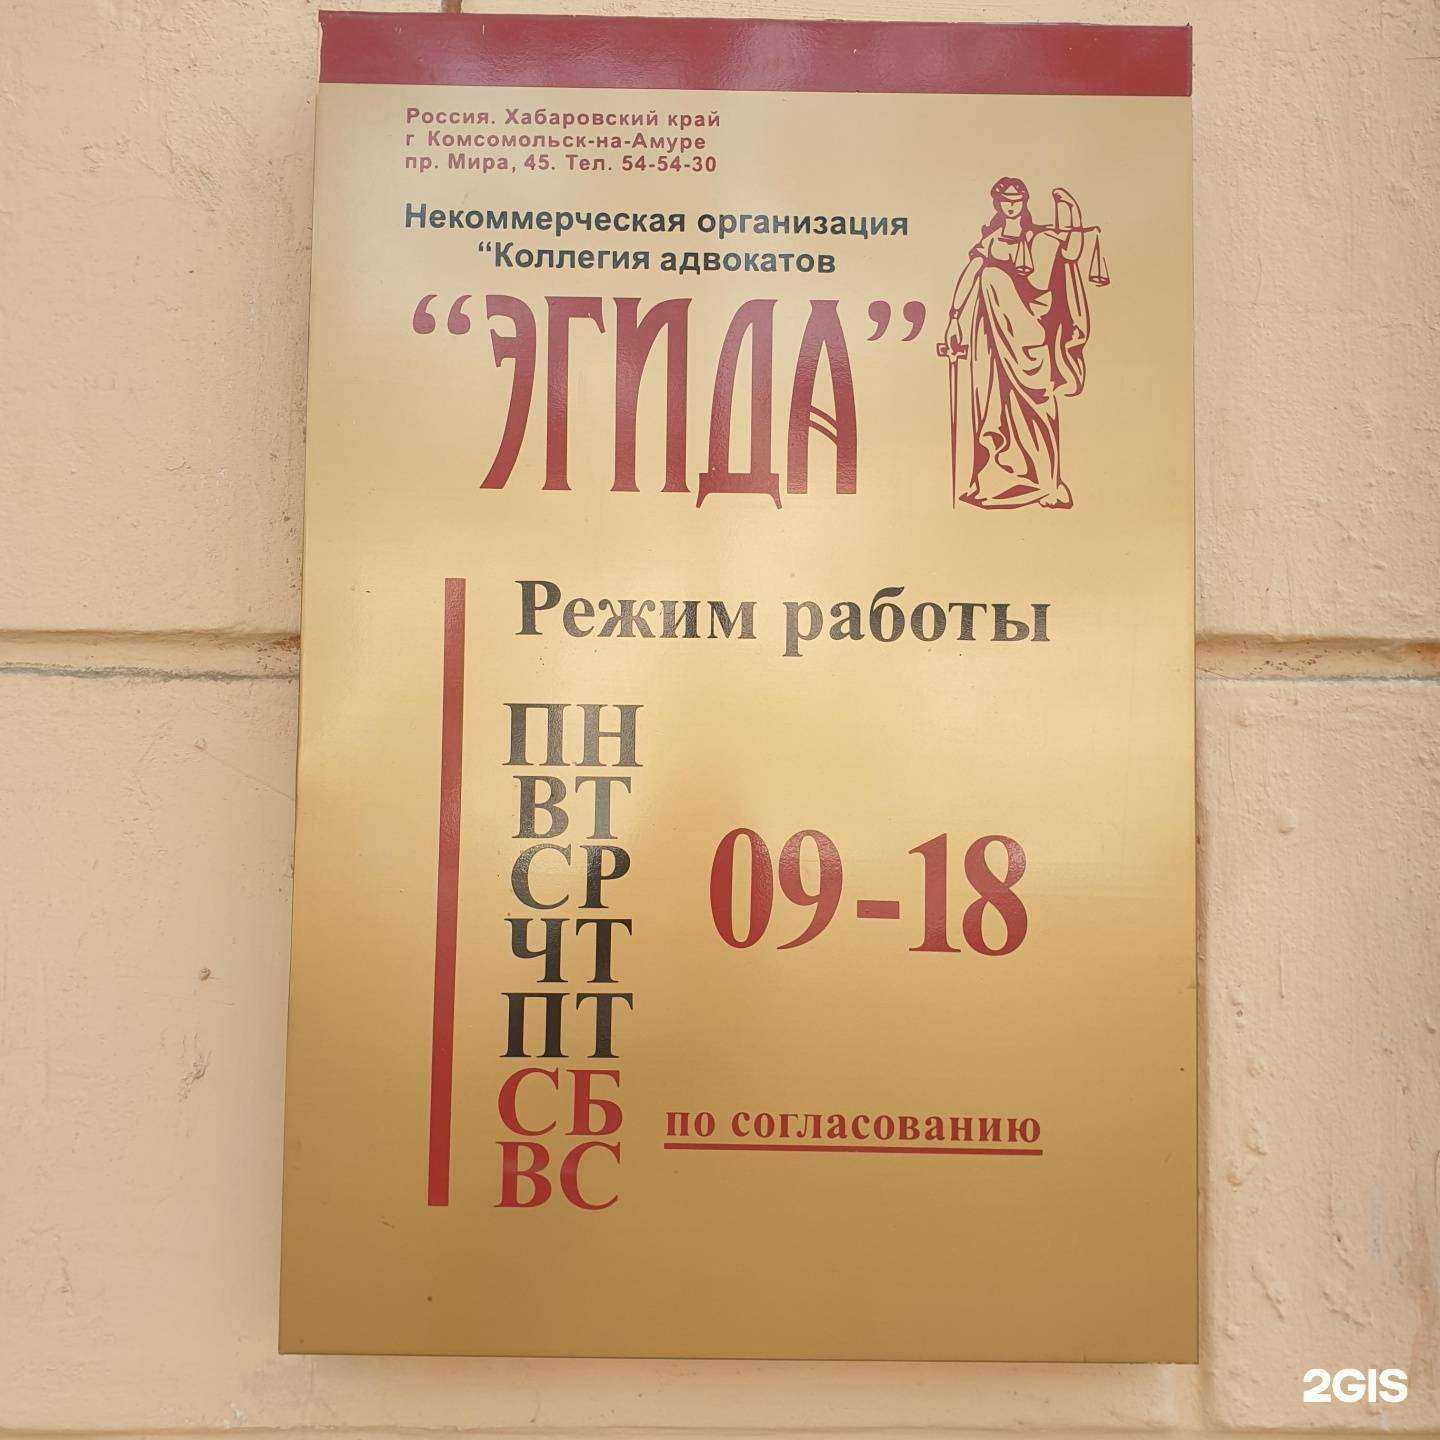 Россия. Хабаровский край
г Комсомольск-на-Амуре
пр. Мира, 45. Тел. 54-54-30
Некоммерческая организация
“Коллегия адвокатов
“ЭГИДА”
Режим работы
ПН
ВТ
СР
ЧТ
ПТ
09-18
СБ
ВС
по согласованию
2GIS